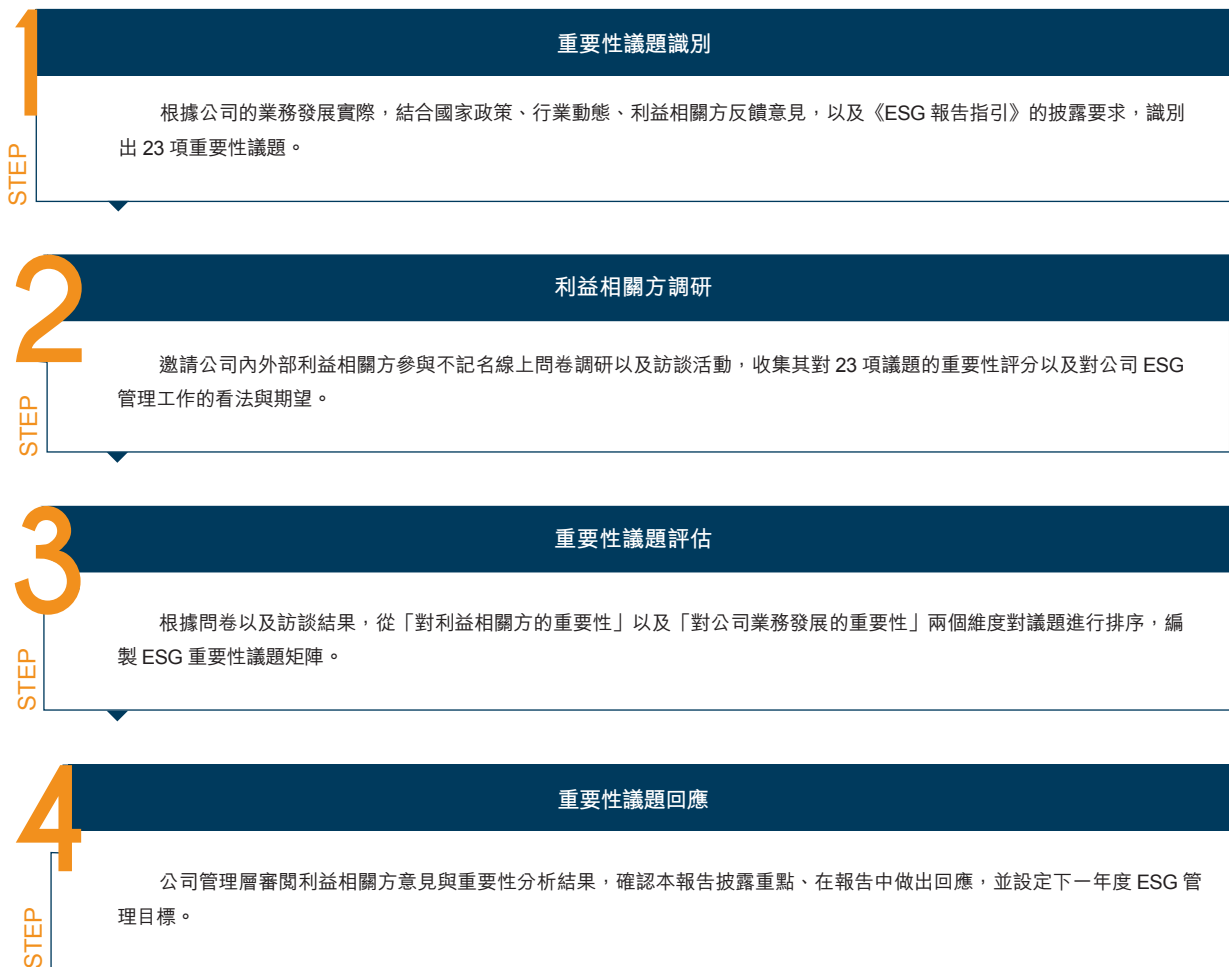 1
STEP
重要性議題識別
根據公司的業務發展實際，結合國家政策、行業動態、利益相關方反饋意見，以及《ESG 報告指引》的披露要求，識別
出 23 項重要性議題。
2
STEP
利益相關方調研
邀請公司內外部利益相關方參與不記名線上問卷調研以及訪談活動，收集其對 23 項議題的重要性評分以及對公司 ESG
管理工作的看法與期望。
3
STEP
重要性議題評估
根據問卷以及訪談結果，從「對利益相關方的重要性」以及「對公司業務發展的重要性」兩個維度對議題進行排序，編
製 ESG 重要性議題矩陣。
4
STEP
重要性議題回應
公司管理層審閱利益相關方意見與重要性分析結果，確認本報告披露重點、在報告中做出回應，並設定下一年度 ESG 管
理目標。